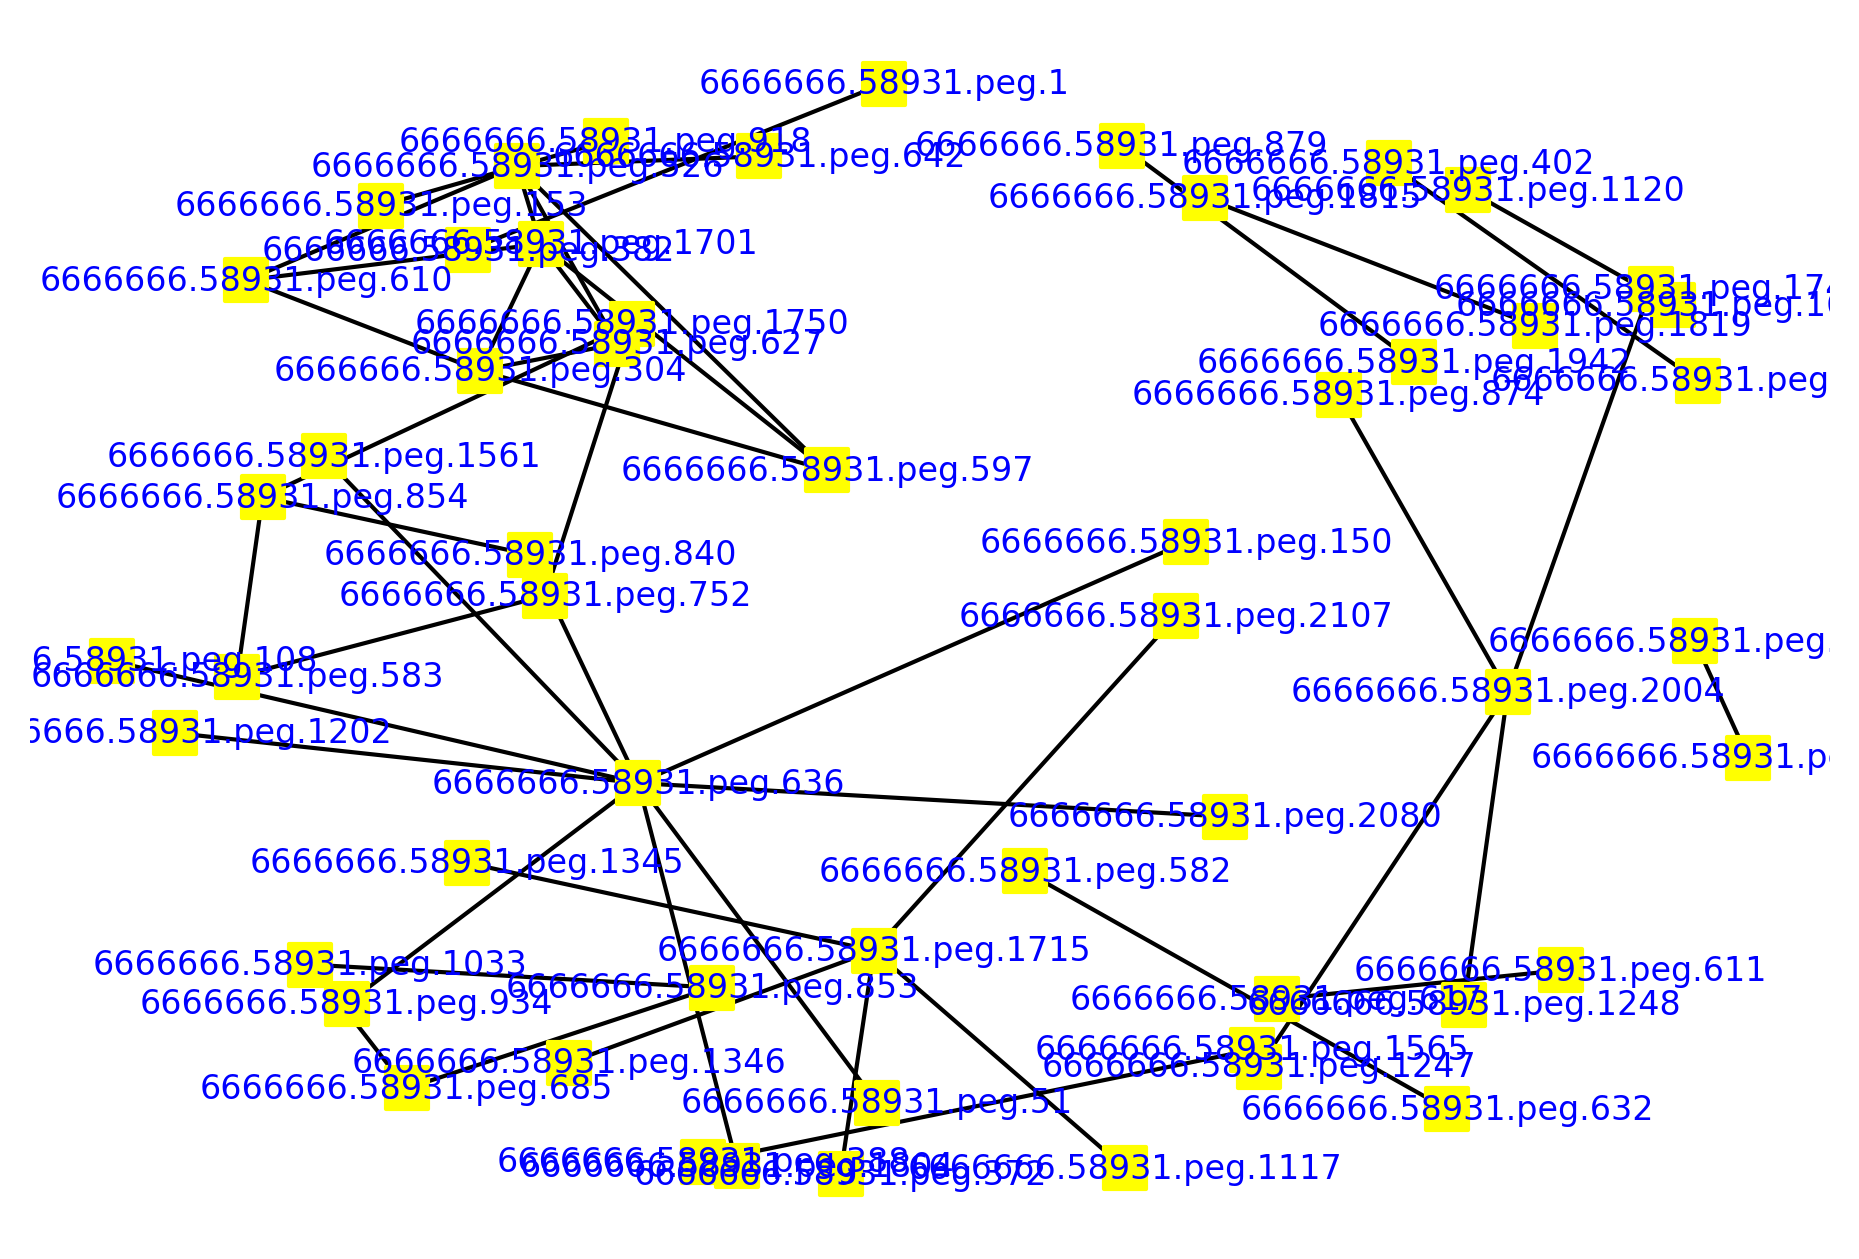 6666666.58931.peg.1
6666666.58931.peg.918
6666666.58931.peg.879
6666666.58931.peg.642
6666666.58931.peg.402
6666666.58931.peg.326
6666666.58931.peg.1120
6666666.58931.peg.1815
6666666.58931.peg.153
6666666.58931.peg.1701
6666666.58931.peg.382
6666666.58931.peg.610
6666666.58931.peg.17
6666666.58931.peg.1
6666666.58931.peg.1750
6666666.58931.peg.1819
6666666.58931.peg.627
6666666.58931.peg.1942
6666666.58931.peg.304
6666666.58931.peg.
6666666.58931.peg.874
6666666.58931.peg.1561
6666666.58931.peg.597
6666666.58931.peg.854
6666666.58931.peg.150
6666666.58931.peg.840
6666666.58931.peg.752
6666666.58931.peg.2107
6666666.58931.peg.
6.58931.peg.108
6666666.58931.peg.583
6666666.58931.peg.2004
6666.58931.peg.1202
6666666.58931.pe
6666666.58931.peg.636
6666666.58931.peg.2080
6666666.58931.peg.1345
6666666.58931.peg.582
6666666.58931.peg.1715
6666666.58931.peg.1033
6666666.58931.peg.611
6666666.58931.peg.853
6666666.58931.peg.617
6666666.58931.peg.934
6666666.58931.peg.1248
6666666.58931.peg.1565
6666666.58931.peg.1346
6666666.58931.peg.1247
6666666.58931.peg.685
6666666.58931.peg.51
6666666.58931.peg.632
6666666.58931.peg.1117
6666666.58931.peg.372